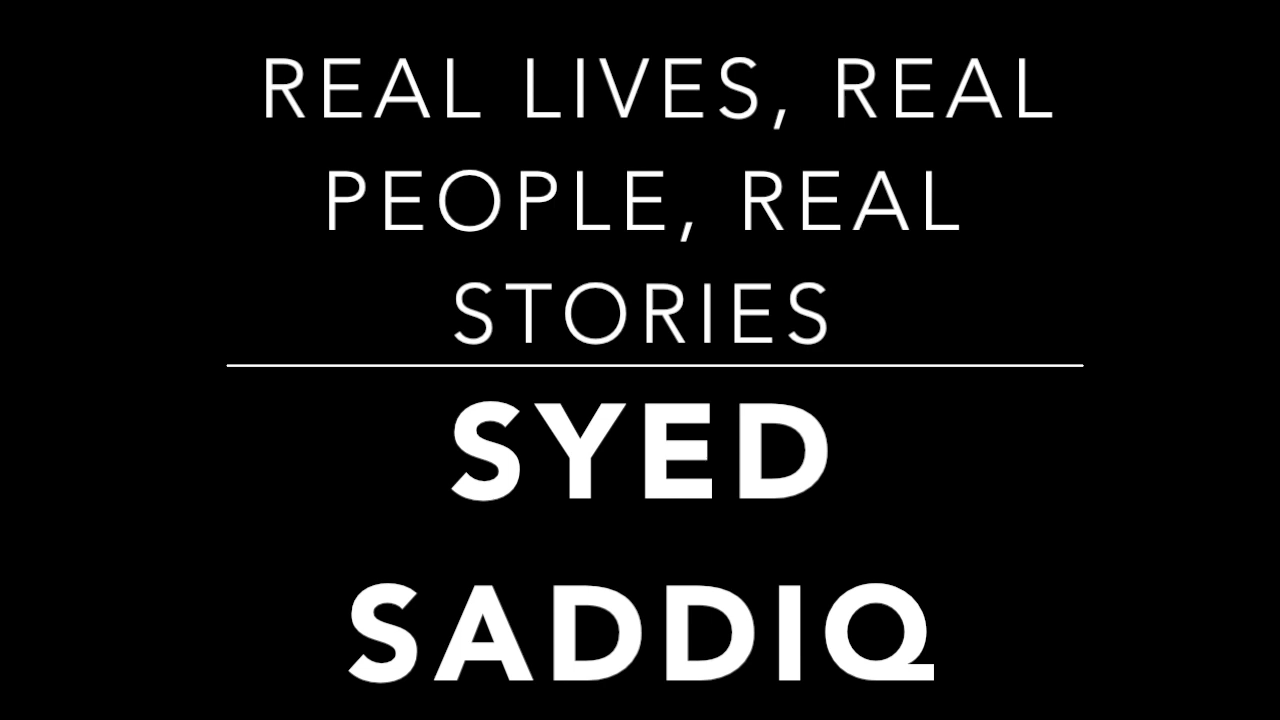 REAL LIVES, REAL
PEOPLE, REAL
STORIES
SYED
SADDIQ